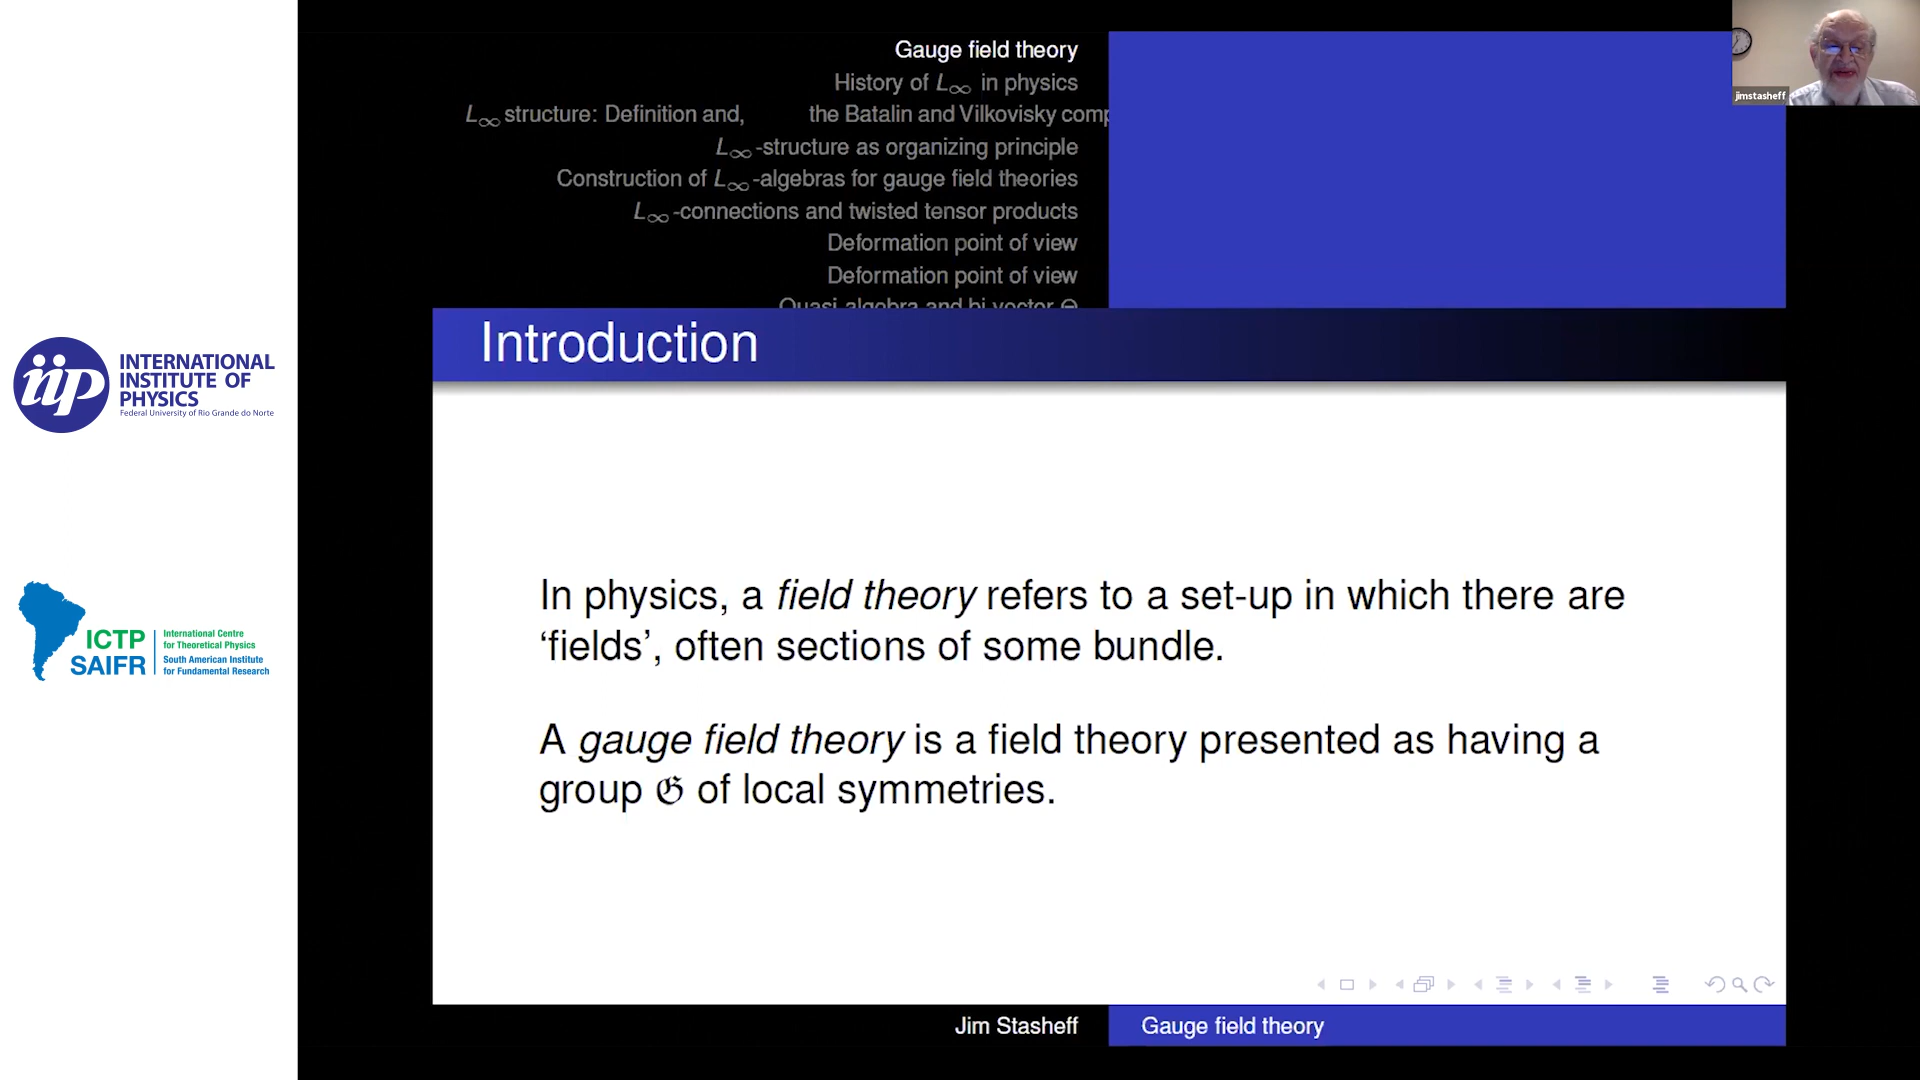 Gauge field theory
History of L∞ in physics
L∞ structure: Definition and, the Batalin and Vilkovisky comp
L∞-structure as organizing principle
Construction of L∞-algebras for gauge field theories
L∞-connections and twisted tensor products
Deformation point of view
Deformation point of view
Quasi algebra and bi vector Θ
jimstasheff
Introduction
iip
INTERNATIONAL
INSTITUTE OF
PHYSICS
Federal University of Rio Grande do Norte
ICTP
SAIFR
International Centre
for Theoretical Physics
South American Institute
for Fundamental Research
In physics, a field theory refers to a set-up in which there are
‘fields’, often sections of some bundle.
A gauge field theory is a field theory presented as having a
group 𝔊 of local symmetries.
Jim Stasheff
Gauge field theory